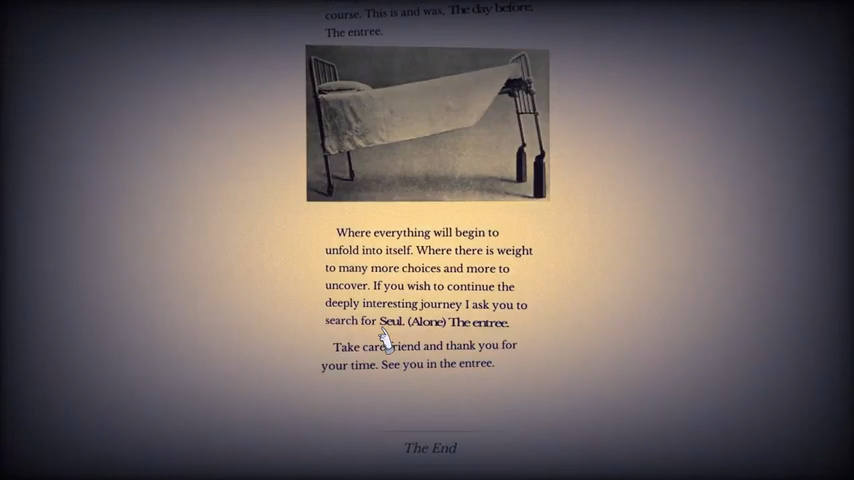 course. This is and was. The day before.
The entree.
Where everything will begin to
unfold into itself. Where there is weight
to many more choices and more to
uncover. If you wish to continue the
deeply interesting journey I ask you to
search for Seul. (Alone) The entree.
Take care friend and thank you for
your time. See you in the entree.
The End